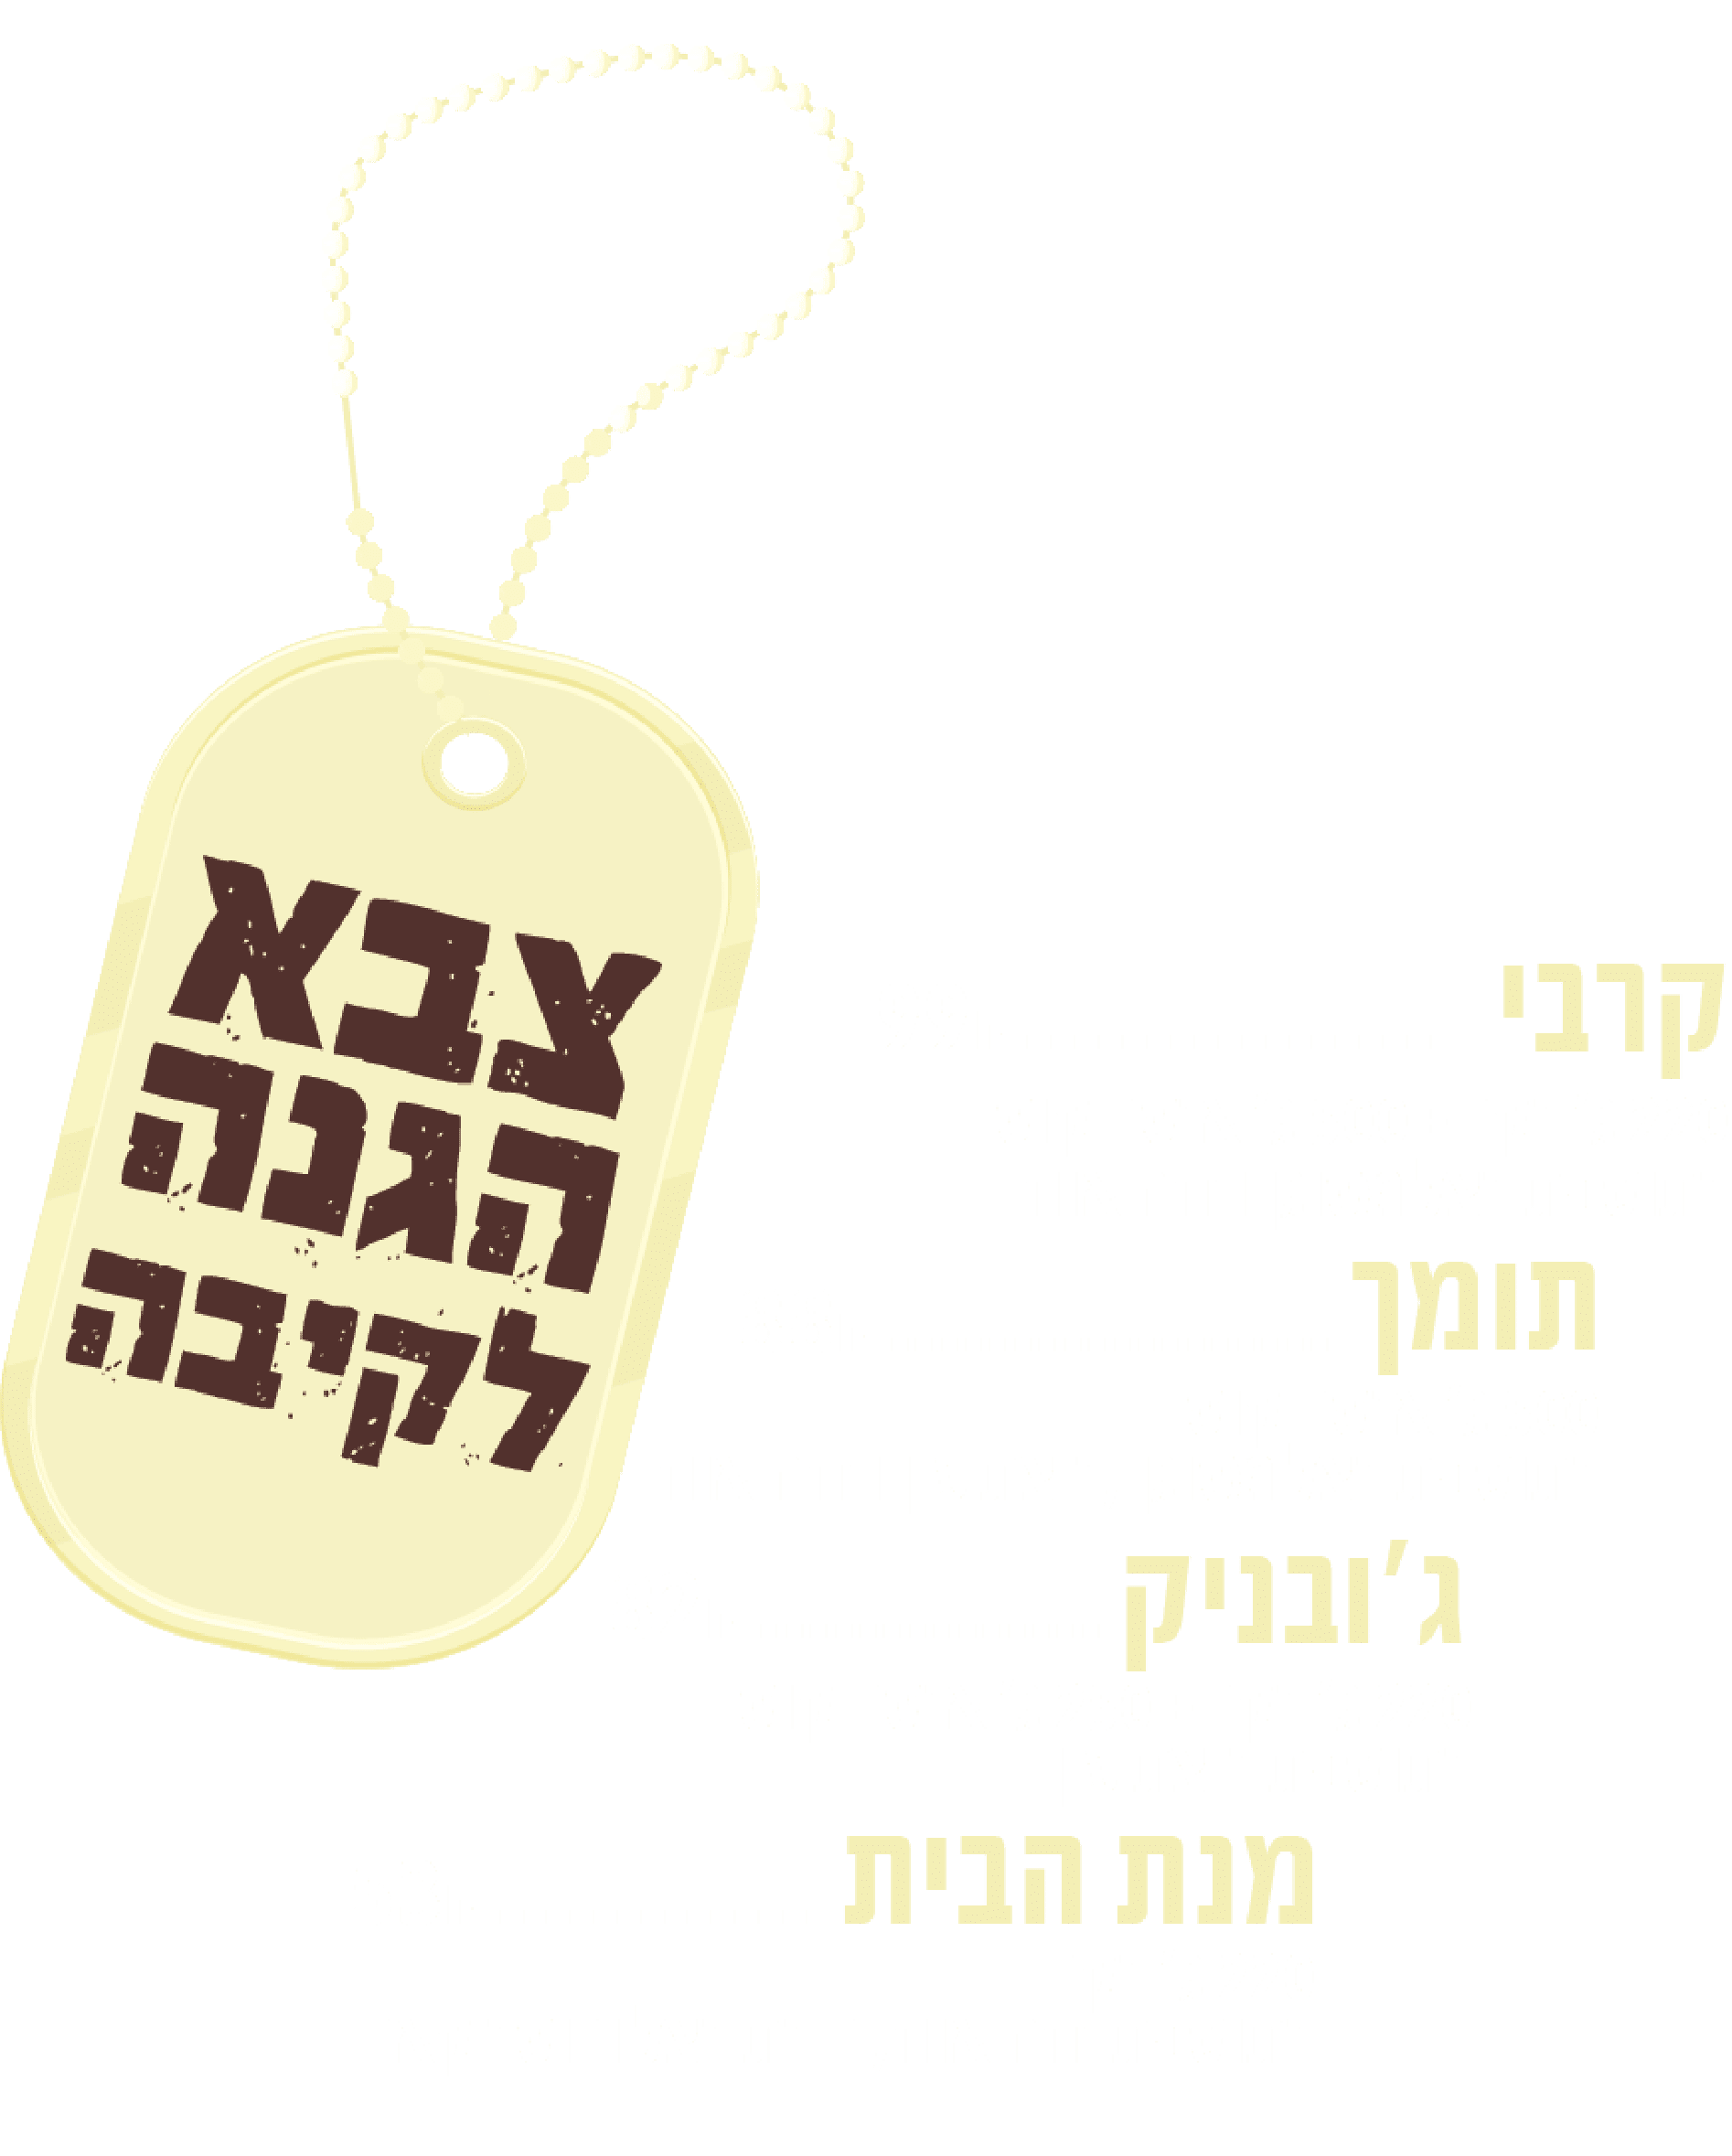 צבא
הגנה
לקיבה
קרבי
תומך
ג'ובניק
מנת הבית